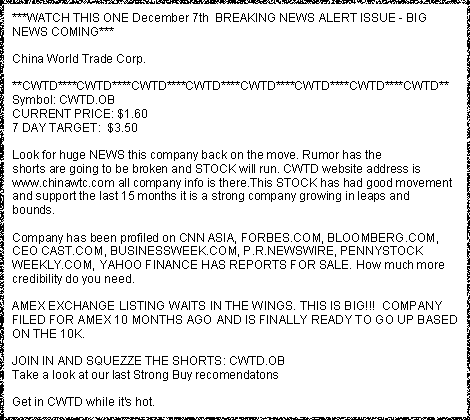 ***WATCH THIS ONE December 7th  BREAKING NEWS ALERT ISSUE - BIG
NEWS COMING***
China World Trade Corp.
**CWTD****CWTD****CWTD****CWTD****CWTD****CWTD****CWTD****CWTD**
Symbol: CWTD.OB
CURRENT PRICE: $1.60
7 DAY TARGET:  $3.50
Look for huge NEWS this company back on the move. Rumor has the
shorts are going to be broken and STOCK will run. CWTD website address is
www.chinawtc.com all company info is there.This STOCK has had good movement
and support the last 15 months it is a strong company growing in leaps and
bounds.
Company has been profiled on CNN ASIA, FORBES.COM, BLOOMBERG.COM,
CEO CAST.COM, BUSINESSWEEK.COM, P.R.NEWSWIRE, PENNYSTOCK
WEEKLY.COM, YAHOO FINANCE HAS REPORTS FOR SALE. How much more
credibility do you need.
AMEX EXCHANGE LISTING WAITS IN THE WINGS. THIS IS BIG!!!  COMPANY
FILED FOR AMEX 10 MONTHS AGO AND IS FINALLY READY TO GO UP BASED
ON THE 10K.
JOIN IN AND SQUEZZE THE SHORTS: CWTD.OB
Take a look at our last Strong Buy recomendatons
Get in CWTD while it's hot.